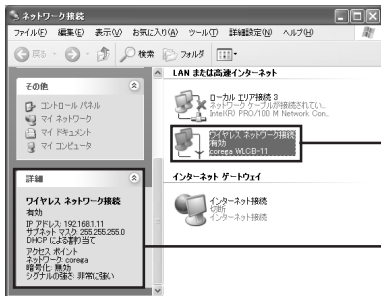 ネットワーク接続
ファイル(F) 編集(E) 表示(V) お気に入り(A) ツール(T) 詳細設定(N) ヘルプ(H)
戻る 検索 フォルダ
その他
コントロール パネル
マイ ネットワーク
マイ ドキュメント
マイ コンピュータ
詳細
ワイヤレス ネットワーク接続
有効
IP アドレス: 192.168.1.11
サブネット マスク: 255.255.255.0
DHCP による割り当て
アクセス ポイント
ネットワーク: corega
暗号化: 無効
シグナルの強さ: 非常に強い
LAN または高速インターネット
ローカル エリア接続 3
ネットワーク ケーブルが接続されてい...
Intel(R) PRO/100 M Network Con...
ワイヤレス ネットワーク接続
有効
corega WLCB-11
インターネット ゲートウェイ
インターネット接続
切断
インターネット接続